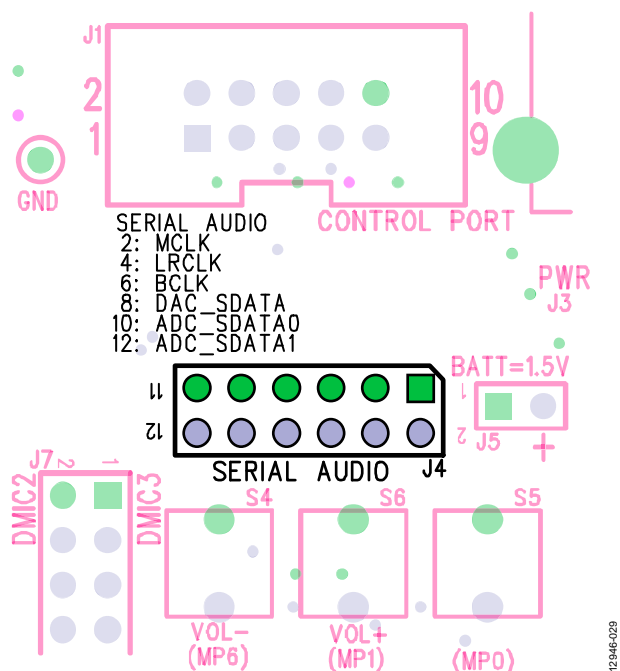 J1
2
10
1
9
GND
SERIAL AUDIO
CONTROL PORT
2: MCLK
4: LRCLK
6: BCLK
8: DAC_SDATA
10: ADC_SDATA0
12: ADC_SDATA1
PWR
J3
BATT=1.5V
11
1
12
2
J5
+
SERIAL AUDIO
J4
J7
2
1
DMIC2
DMIC3
S4
S6
S5
VOL-
(MP6)
VOL+
(MP1)
(MP0)
12946-029